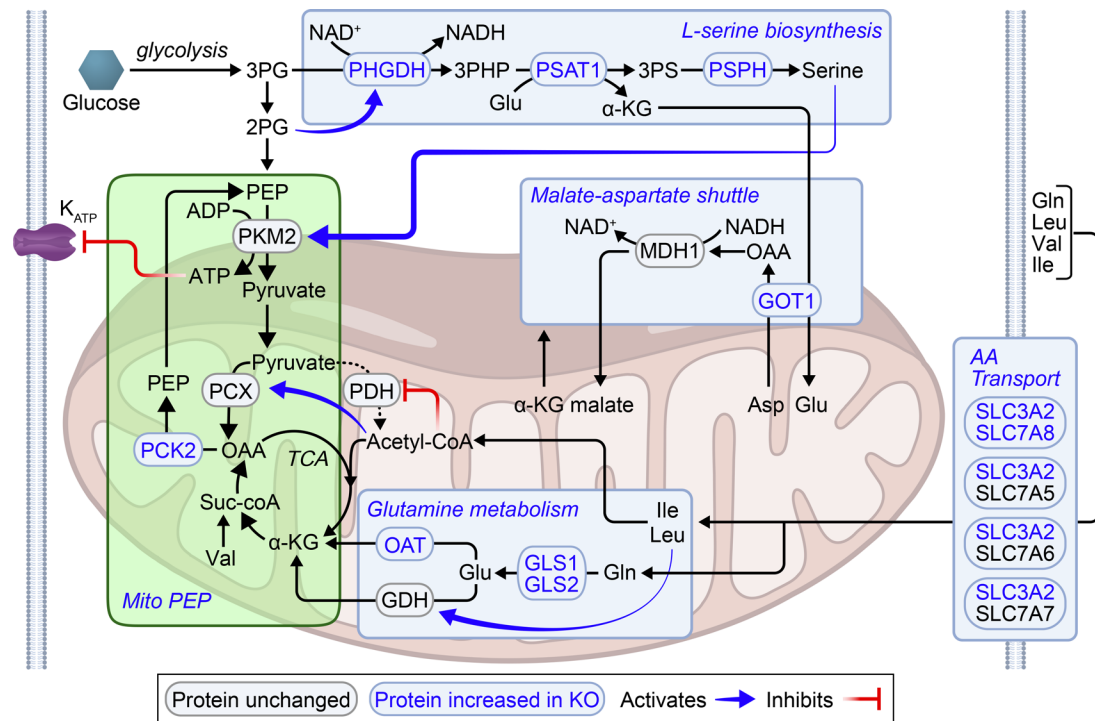 NAD⁺
NADH
L-serine biosynthesis
glycolysis
Glucose
3PG
PHGDH
3PHP
PSAT1
3PS
PSPH
Serine
Glu
α-KG
2PG
PEP
ADP
K_ATP
PKM2
ATP
Pyruvate
Malate-aspartate shuttle
NAD⁺
NADH
MDH1
OAA
GOT1
Gln
Leu
Val
Ile
Pyruvate
PEP
PCX
PDH
α-KG
malate
Asp
Glu
PCK2
OAA
TCA
Acetyl-CoA
Suc-coA
Val
α-KG
Mito PEP
Glutamine metabolism
Ile
Leu
OAT
Glu
GLS1
GLS2
Gln
GDH
AA
Transport
SLC3A2
SLC7A8
SLC3A2
SLC7A5
SLC3A2
SLC7A6
SLC3A2
SLC7A7
Protein unchanged
Protein increased in KO
Activates
Inhibits